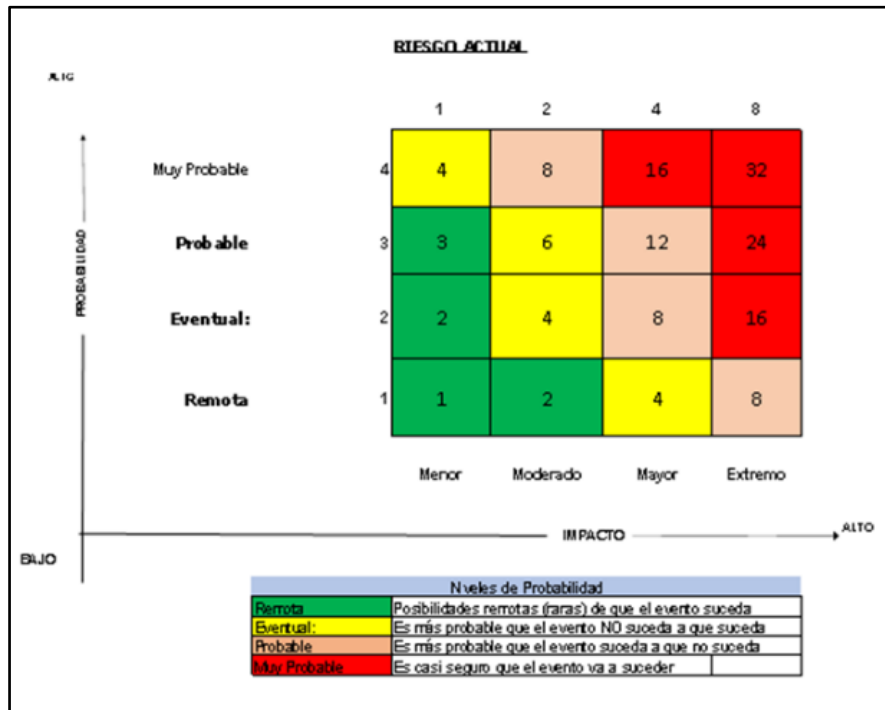 RIESGO ACTUAL
ALTO
1 2 4 8
Muy Probable 4 4 8 16 32
Probable 3 3 6 12 24
Eventual: 2 2 4 8 16
Remota 1 1 2 4 8
PROBABILIDAD
Menor Moderado Mayor Extremo
IMPACTO ALTO
BAJO
Niveles de Probabilidad
Remota Posibilidades remotas (raras) de que el evento suceda
Eventual: Es más probable que el evento NO suceda a que suceda
Probable Es más probable que el evento suceda a que no suceda
Muy Probable Es casi seguro que el evento va a suceder